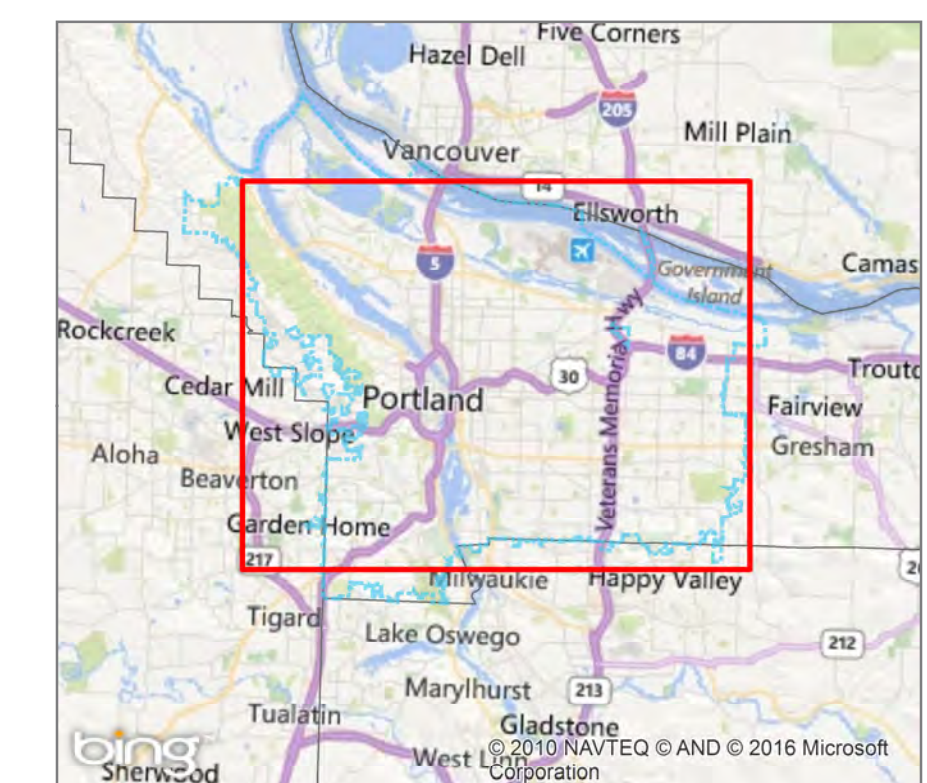 Five Corners
Hazel Dell
205
Mill Plain
Vancouver
14
Ellsworth
5
Government
Island
Camas
Rockcreek
Veterans Memorial Hwy
84
30
Cedar Mill
Portland
Troutd
Fairview
West Slope
Gresham
Aloha
Beaverton
Garden Home
217
Milwaukie
Happy Valley
Tigard
Lake Oswego
212
Marylhurst
213
Tualatin
Gladstone
bing
West Linn
© 2010 NAVTEQ © AND © 2016 Microsoft
Corporation
Sherwood